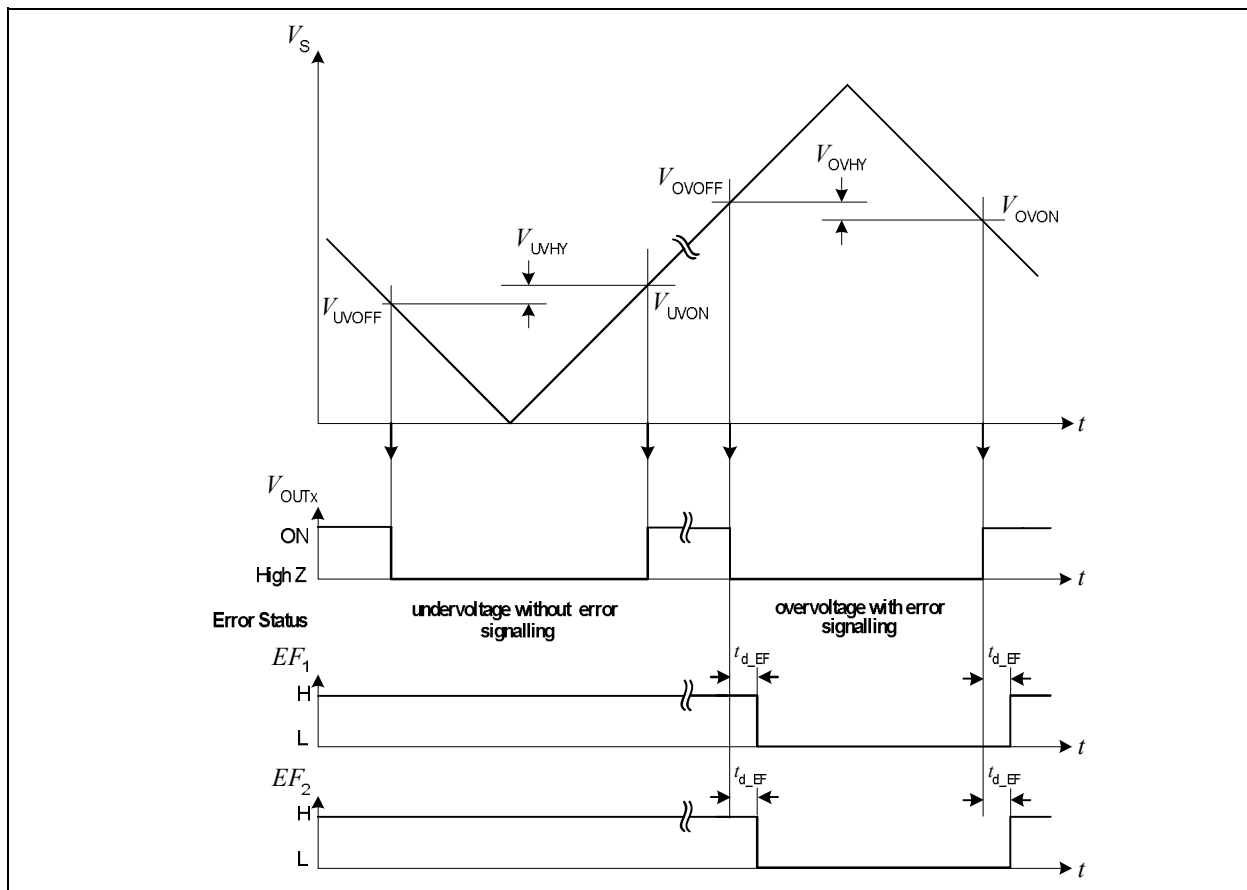 V_S
V_OVHY
V_OVOFF
V_OVON
V_UVHY
V_UVOFF
V_UVON
t
V_OUTx
ON
High Z
t
Error Status
undervoltage without error
signalling
overvoltage with error
signalling
EF_1
t_d_EF
t_d_EF
H
L
t
EF_2
t_d_EF
t_d_EF
H
L
t